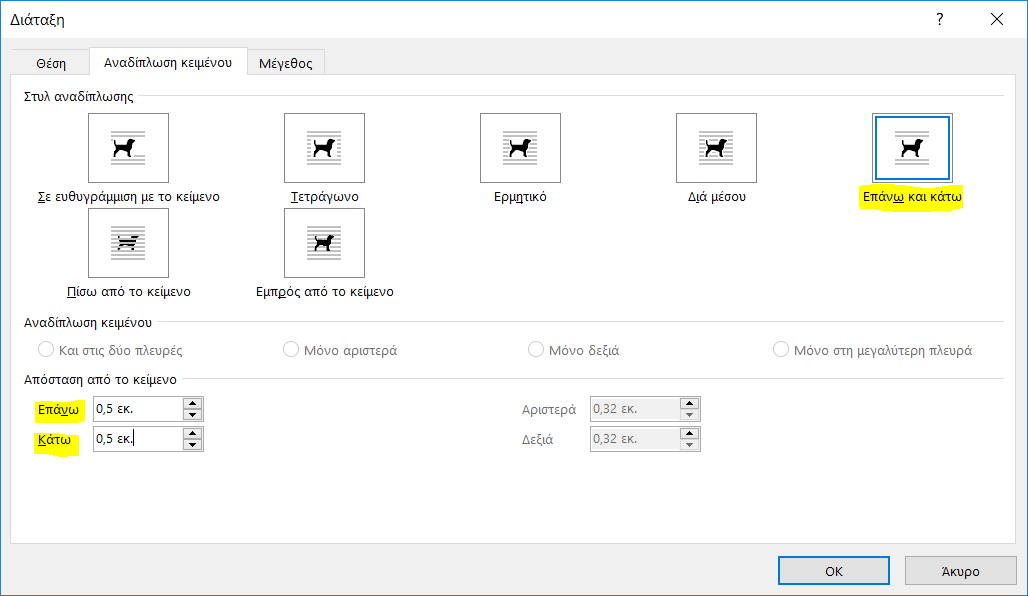 Διάταξη ?
Θέση Αναδίπλωση κειμένου Μέγεθος
Στυλ αναδίπλωσης
Σε ευθυγράμμιση με το κείμενο Τετράγωνο Ερμητικό Διά μέσου Επάνω και κάτω
Πίσω από το κείμενο Εμπρός από το κείμενο
Αναδίπλωση κειμένου
Και στις δύο πλευρές Μόνο αριστερά Μόνο δεξιά Μόνο στη μεγαλύτερη πλευρά
Απόσταση από το κείμενο
Επάνω 0,5 εκ. Αριστερά 0,32 εκ.
Κάτω 0,5 εκ. Δεξιά 0,32 εκ.
OK Άκυρο